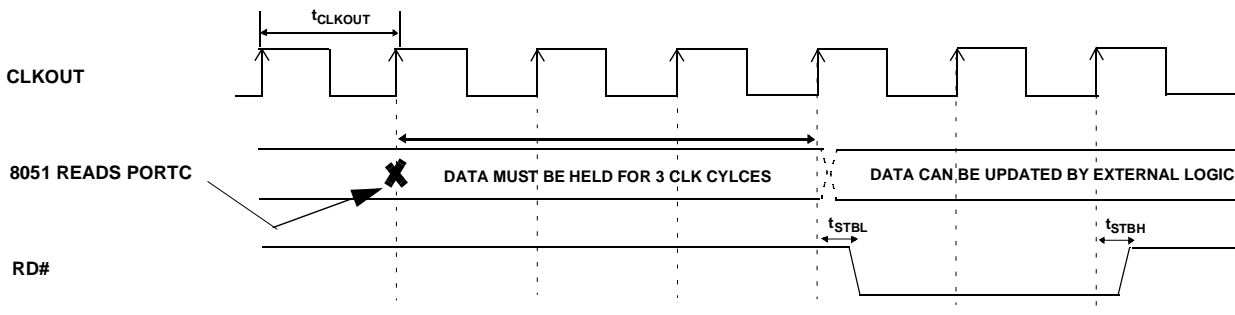 tCLKOUT
CLKOUT
8051 READS PORTC
DATA MUST BE HELD FOR 3 CLK CYLCES
DATA CAN BE UPDATED BY EXTERNAL LOGIC
tSTBL
tSTBH
RD#